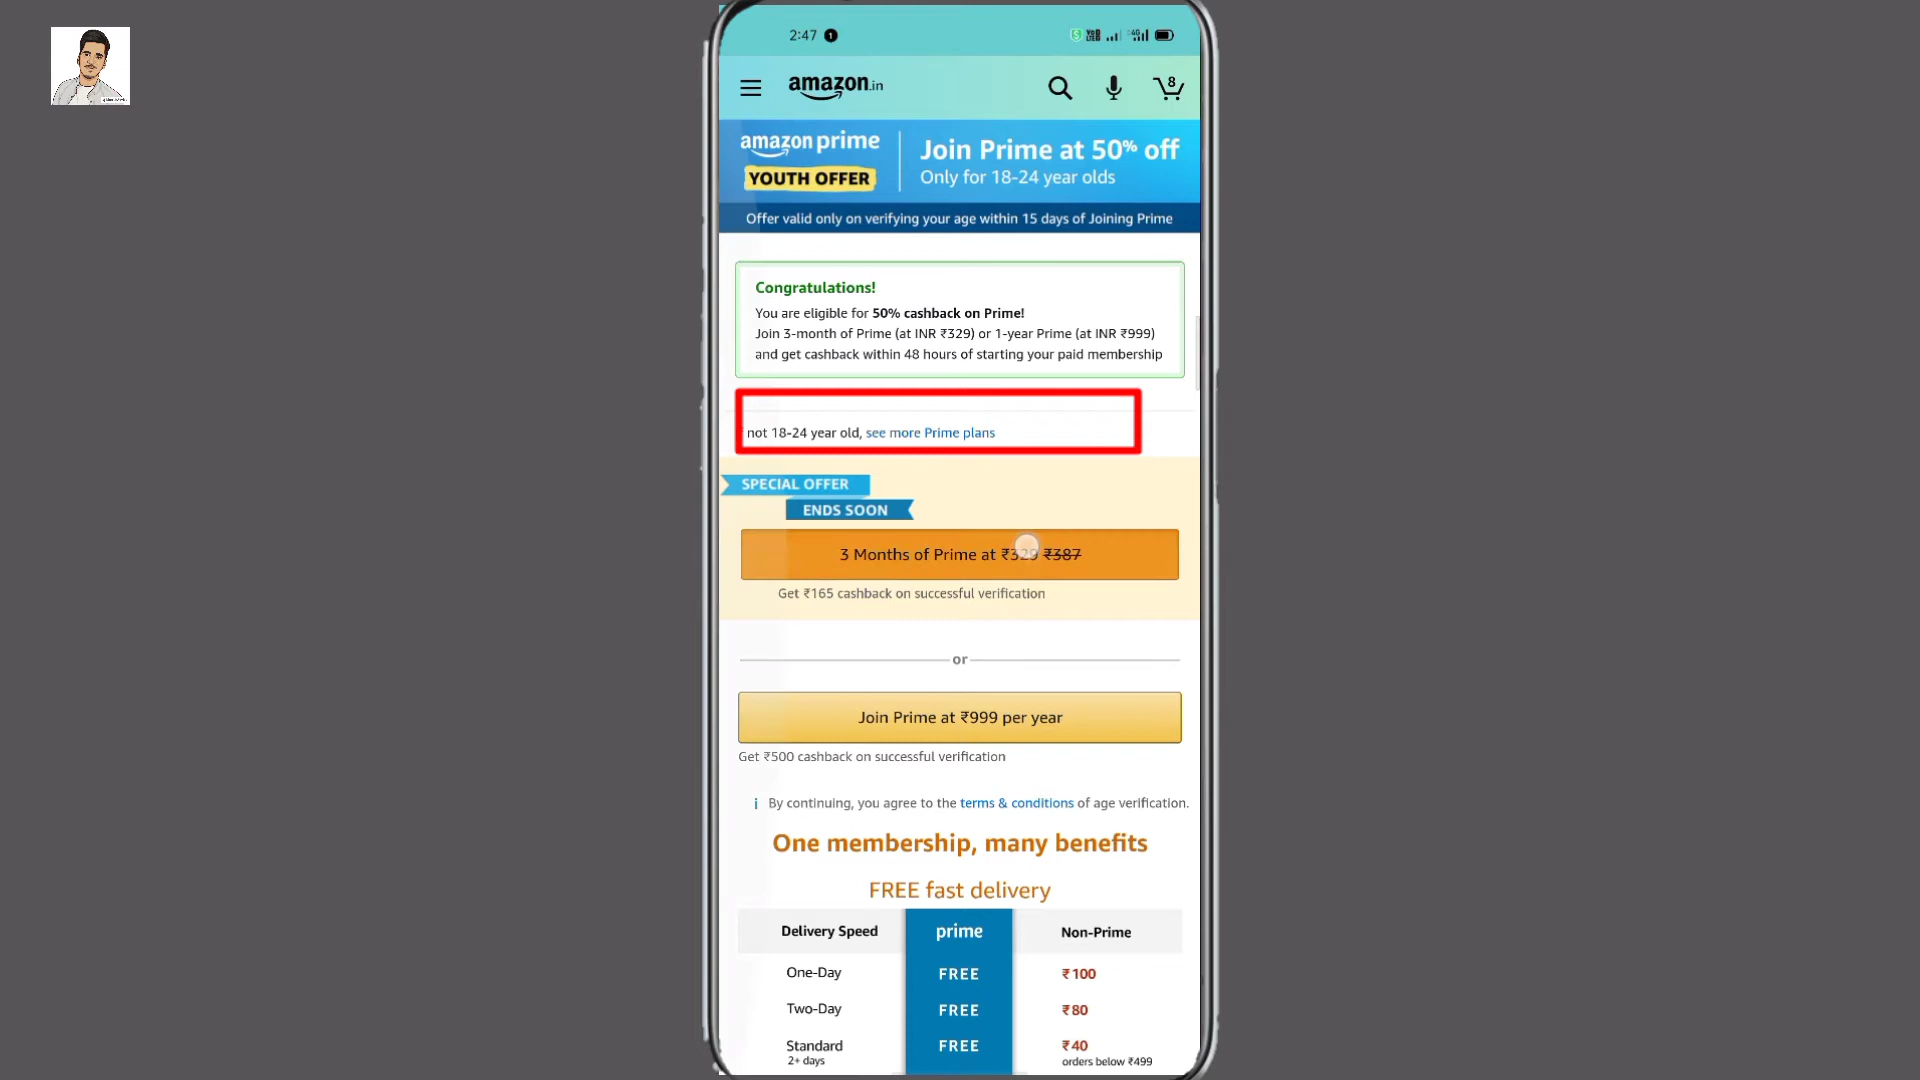 2:47 1
amazon.in
8
amazon prime
YOUTH OFFER
Join Prime at 50% off
Only for 18-24 year olds
Offer valid only on verifying your age within 15 days of Joining Prime
Congratulations!
You are eligible for 50% cashback on Prime!
Join 3-month of Prime (at INR ₹329) or 1-year Prime (at INR ₹999)
and get cashback within 48 hours of starting your paid membership
not 18-24 year old, see more Prime plans
SPECIAL OFFER
ENDS SOON
3 Months of Prime at ₹329 ₹387
Get ₹165 cashback on successful verification
or
Join Prime at ₹999 per year
Get ₹500 cashback on successful verification
i By continuing, you agree to the terms & conditions of age verification.
One membership, many benefits
FREE fast delivery
Delivery Speed prime Non-Prime
One-Day FREE ₹100
Two-Day FREE ₹80
Standard FREE ₹40
2+ days orders below ₹499